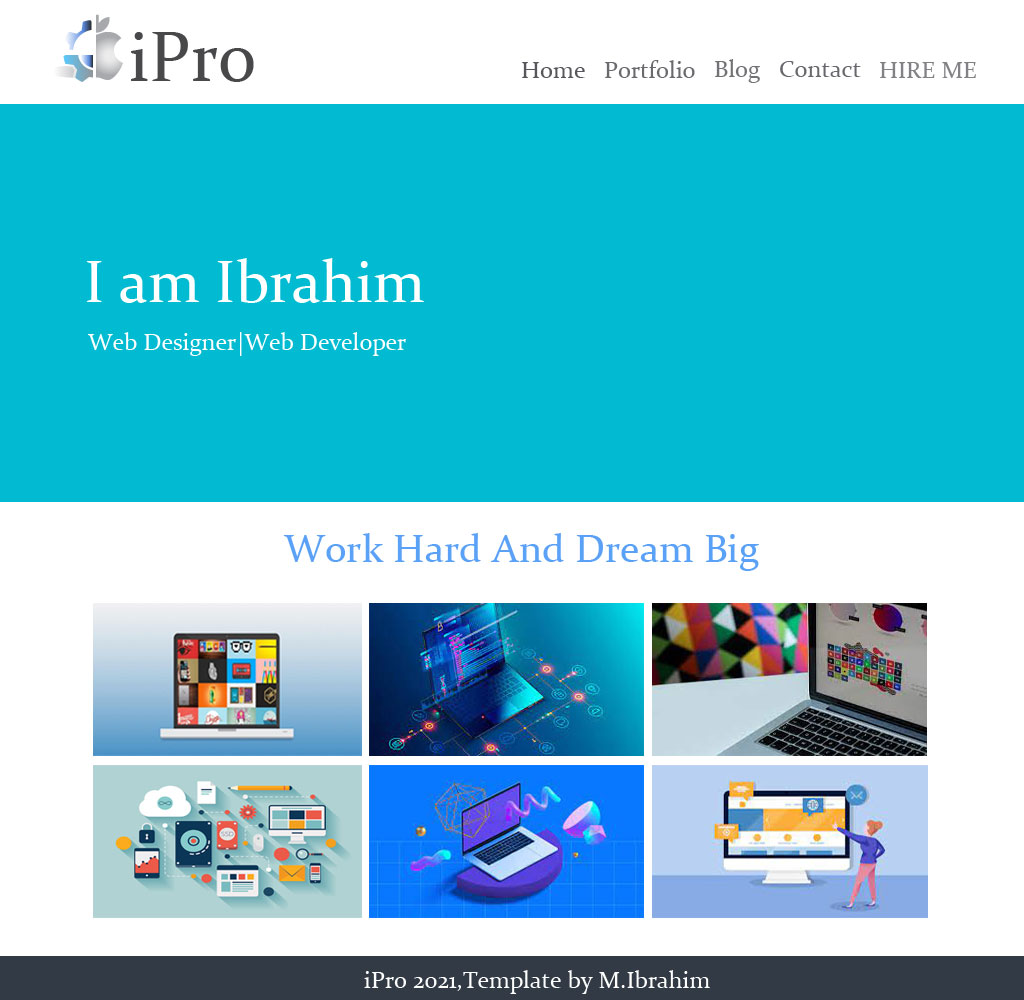 iPro
Home Portfolio Blog Contact HIRE ME
I am Ibrahim
Web Designer|Web Developer
Work Hard And Dream Big
SSD
iPro 2021,Template by M.Ibrahim